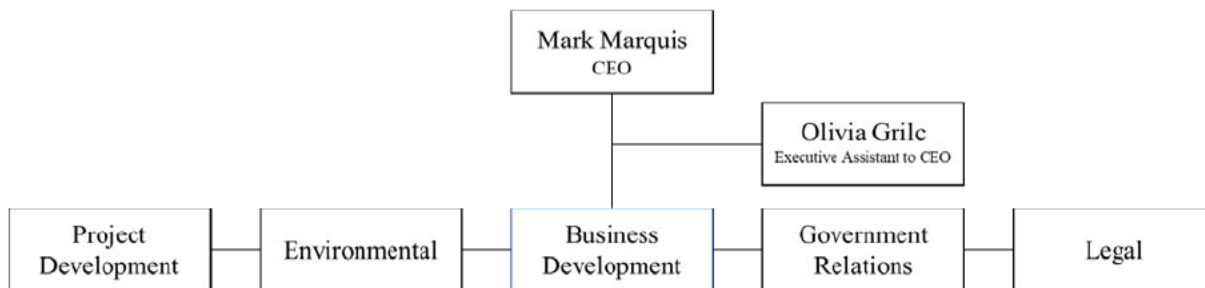 Mark Marquis
CEO
Olivia Grilc
Executive Assistant to CEO
Project
Development
Environmental
Business
Development
Government
Relations
Legal